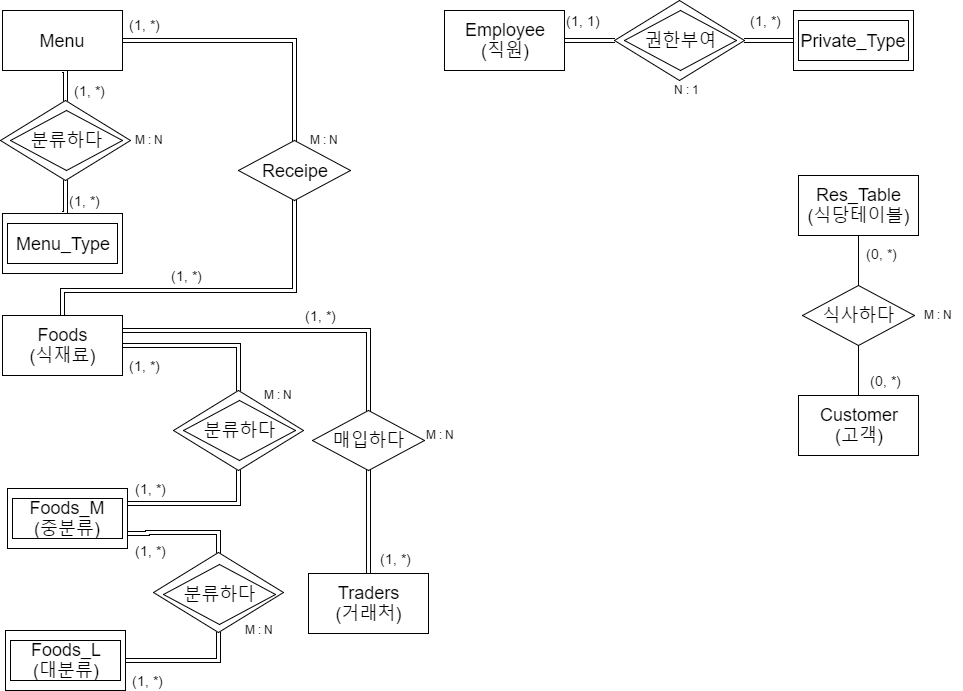 Menu
(1, *)
(1, *)
분류하다
M : N
(1, *)
Menu_Type
M : N
Receipe
(1, *)
Foods
(식재료)
(1, *)
(1, *)
M : N
분류하다
매입하다
M : N
(1, *)
Foods_M
(중분류)
(1, *)
분류하다
M : N
(1, *)
Traders
(거래처)
Foods_L
(대분류)
(1, *)
Employee
(직원)
(1, 1)
권한부여
N : 1
(1, *)
Private_Type
Res_Table
(식당테이블)
(0, *)
식사하다
M : N
(0, *)
Customer
(고객)